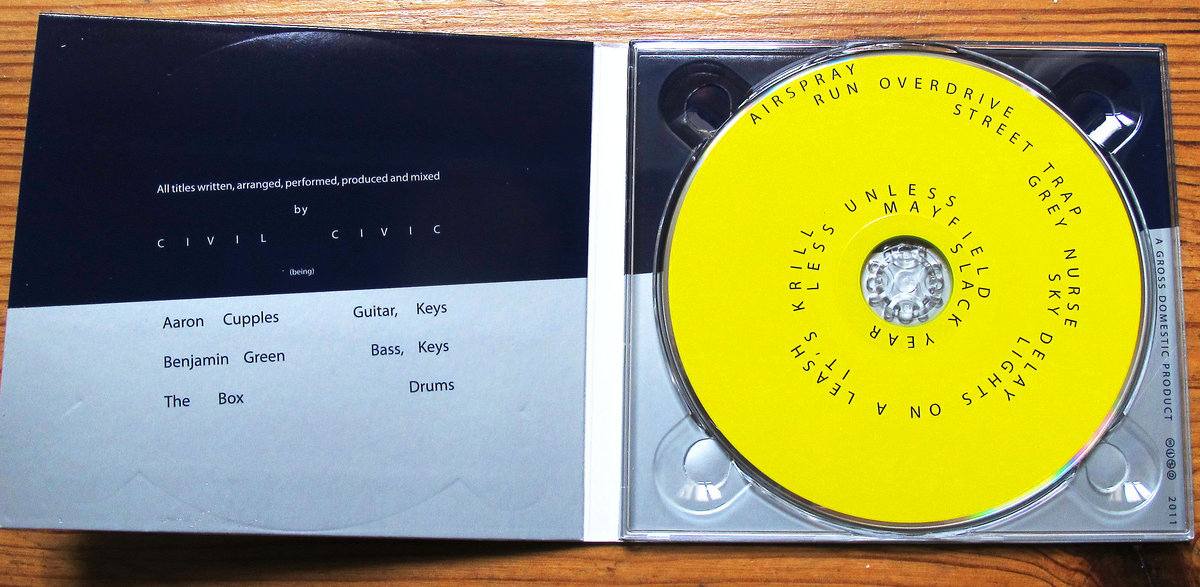 All titles written, arranged, performed, produced and mixed
by
CIVIL CIVIC
(being)
Aaron Cupples Guitar, Keys
Benjamin Green Bass, Keys
The Box Drums
AIRSPRAY
RUN OVERDRIVE
STREET TRAP
GREY NURSE
SKY DELAY
LIGHTS ON A LEASH
IT'S KRILL
LESS UNLESS
MAYFIELD
SLACK YEAR
A GROSS DOMESTIC PRODUCT 2011